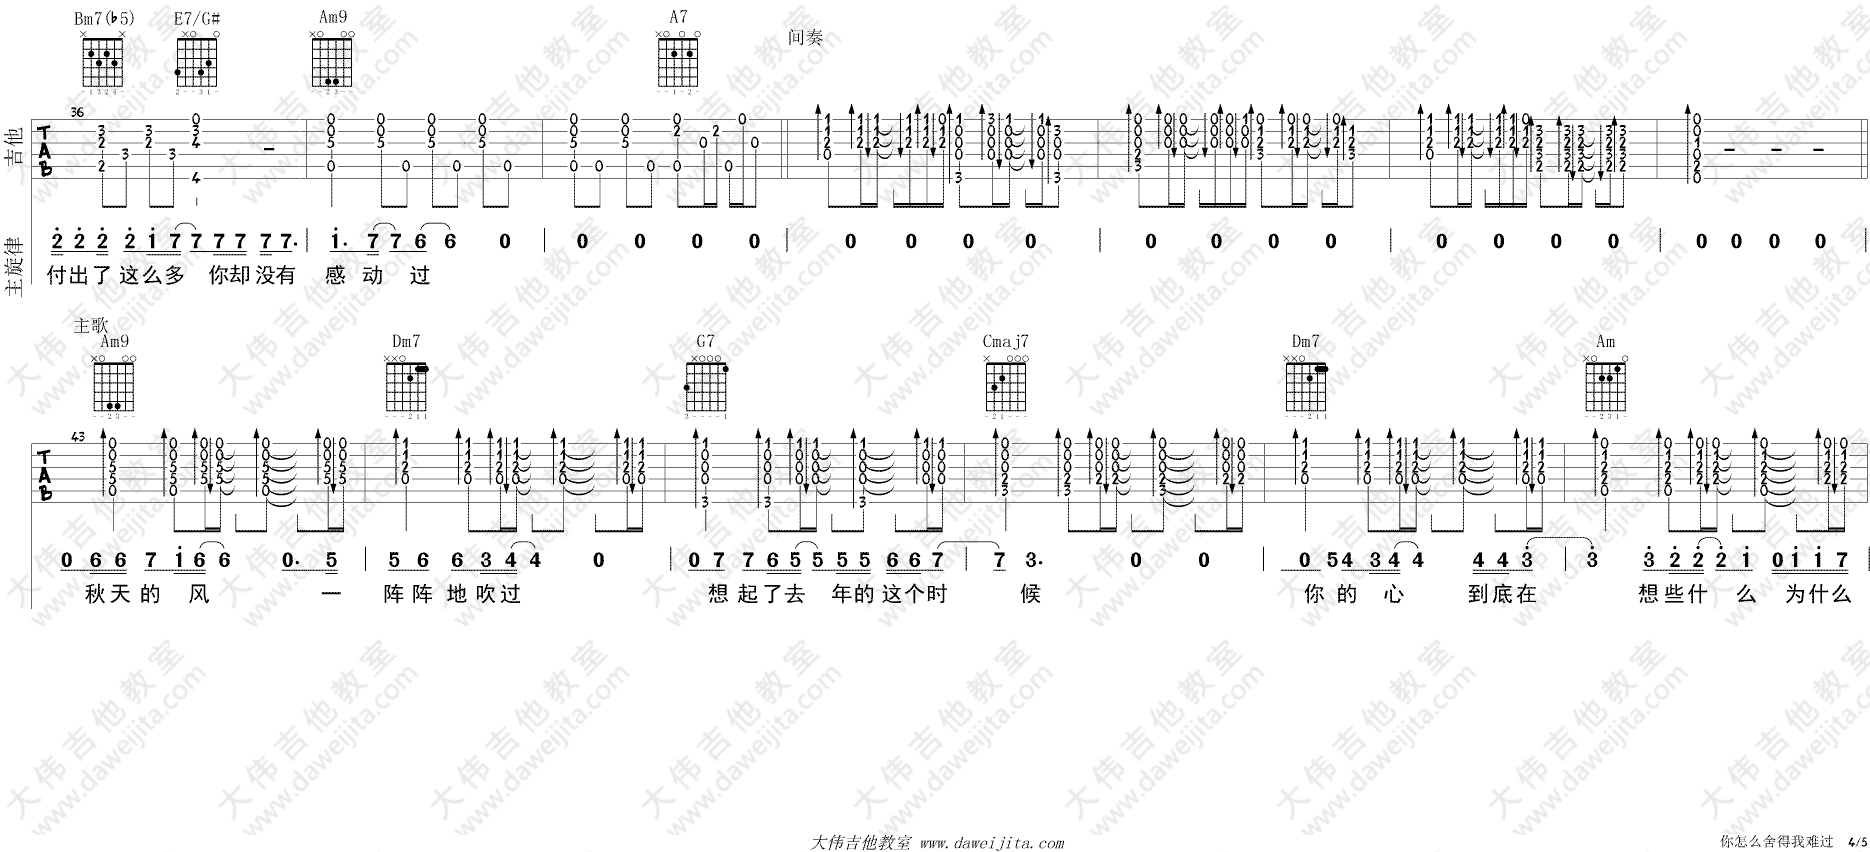 Bm7(♭5) E7/G# Am9 A7 间奏
36
吉他
TAB
主旋律
2 2 2 2 1 7 7 7 7 7 7. | 1. 7 7 6 6 0 | 0 0 0 0 | 0 0 0 0 | 0 0 0 0 | 0 0 0 0 | 0 0 0 0
付出了 这么多 你却没有 感 动 过
主歌
Am9 Dm7 G7 Cmaj7 Dm7 Am
43
TAB
0 6 6 7 1 6 6 0. 5 | 5 6 6 3 4 4 0 | 0 7 7 6 5 5 5 5 6 6 7 | 7 3. 0 0 | 0 5 4 3 4 4 4 4 3 | 3 3 2 2 2 1 0 1 1 7
秋天的 风 一 阵阵 地吹过 想起了去 年的这个时 候 你的 心 到底在 想些什 么 为什么
大伟吉他教室 www.daweijita.com
你怎么舍得我难过 4/5